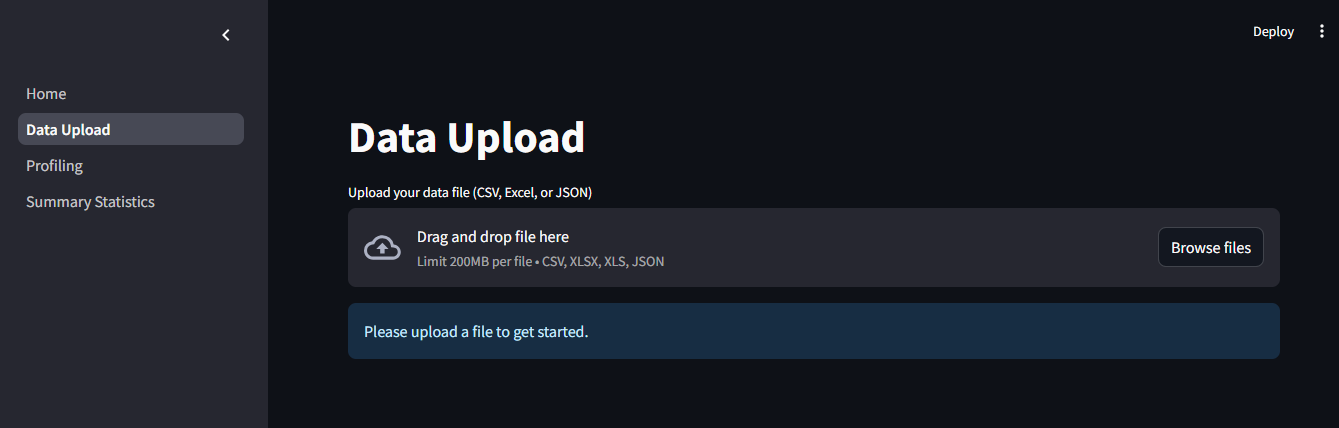 Deploy
Home
Data Upload
Profiling
Summary Statistics
Data Upload
Upload your data file (CSV, Excel, or JSON)
Drag and drop file here
Limit 200MB per file • CSV, XLSX, XLS, JSON
Browse files
Please upload a file to get started.